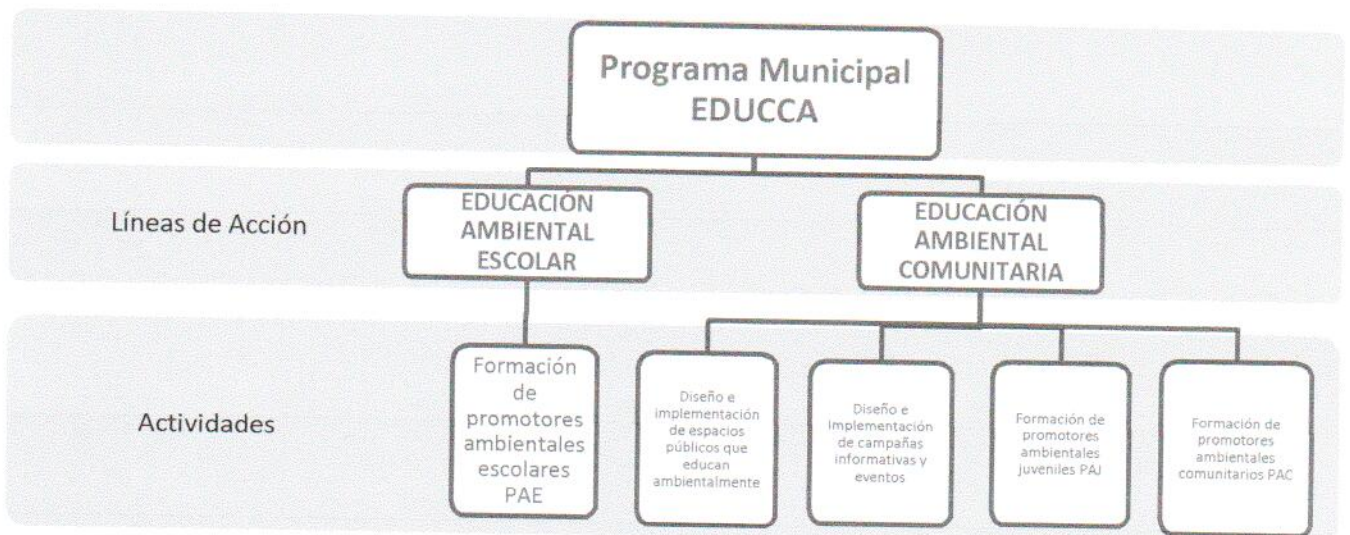 Programa Municipal
EDUCCA
Líneas de Acción
EDUCACIÓN
AMBIENTAL
ESCOLAR
EDUCACIÓN
AMBIENTAL
COMUNITARIA
Actividades
Formación
de
promotores
ambientales
escolares
PAE
Diseño e
implementación
de espacios
públicos que
educan
ambientalmente
Diseño e
implementación
de campañas
informativas y
eventos
Formación de
promotores
ambientales
juveniles PAJ
Formación de
promotores
ambientales
comunitarios PAC